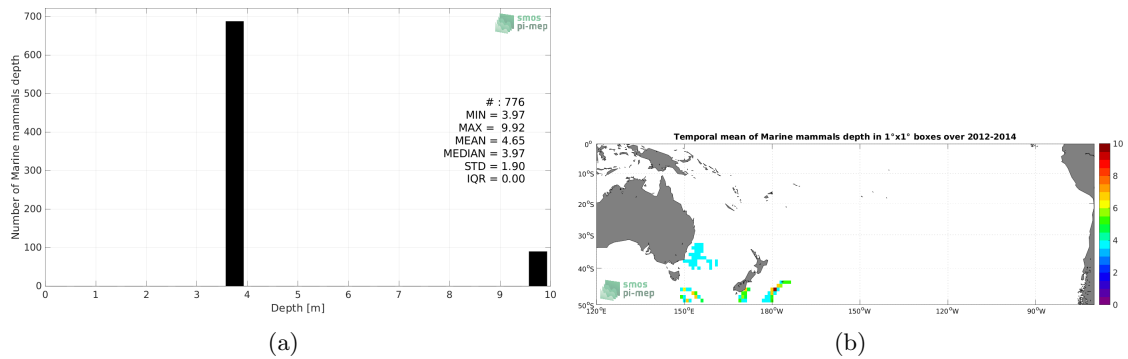 smos
pi-mep
700
600
500
400
300
200
100
0
Number of Marine mammals depth
# : 776
MIN = 3.97
MAX = 9.92
MEAN = 4.65
MEDIAN = 3.97
STD = 1.90
IQR = 0.00
0 1 2 3 4 5 6 7 8 9 10
Depth [m]
(a)
Temporal mean of Marine mammals depth in 1°x1° boxes over 2012-2014
0°
10°S
20°S
30°S
40°S
50°S
120°E 150°E 180°W 150°W 120°W 90°W
10
8
6
4
2
0
smos
pi-mep
(b)